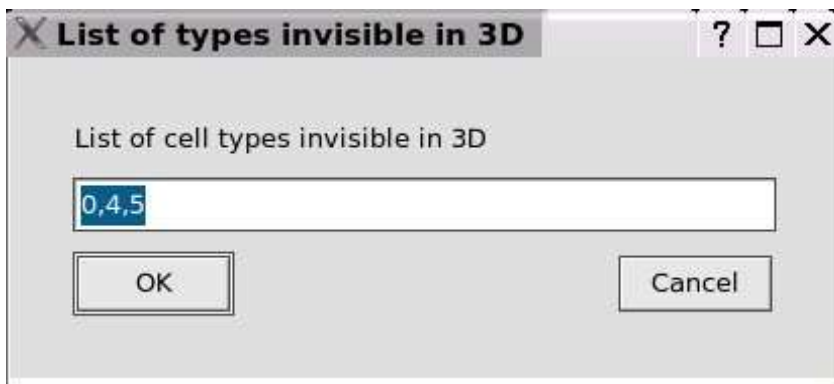 List of types invisible in 3D ?
List of cell types invisible in 3D
0,4,5
OK Cancel